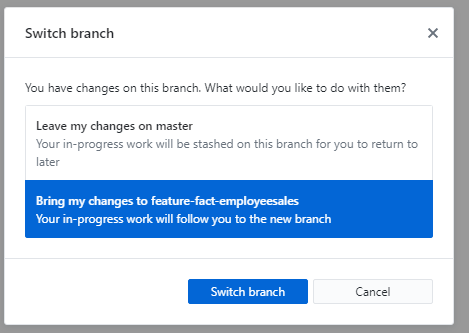 Switch branch
You have changes on this branch. What would you like to do with them?
Leave my changes on master
Your in-progress work will be stashed on this branch for you to return to
later
Bring my changes to feature-fact-employeesales
Your in-progress work will follow you to the new branch
Switch branch
Cancel